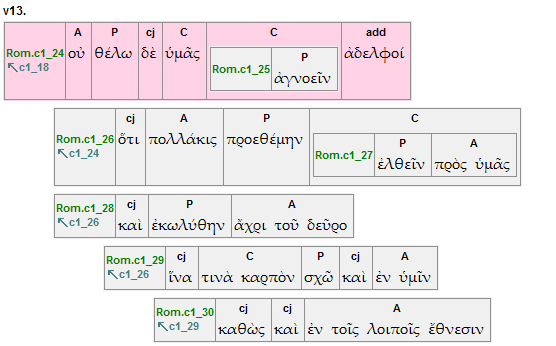 v13.
A P cj C C add
Rom.c1_24 οὐ θέλω δὲ ὑμᾶς Rom.c1_25 P ἀγνοεῖν ἀδελφοί
↖c1_18
cj A P C
Rom.c1_26 ὅτι πολλάκις προεθέμην Rom.c1_27 P ἐλθεῖν A πρὸς ὑμᾶς
↖c1_24
cj P A
Rom.c1_28 καὶ ἐκωλύθην ἄχρι τοῦ δεῦρο
↖c1_26
cj C P cj A
Rom.c1_29 ἵνα τινὰ καρπὸν σχῶ καὶ ἐν ὑμῖν
↖c1_26
cj cj A
Rom.c1_30 καθὼς καὶ ἐν τοῖς λοιποῖς ἔθνεσιν
↖c1_29